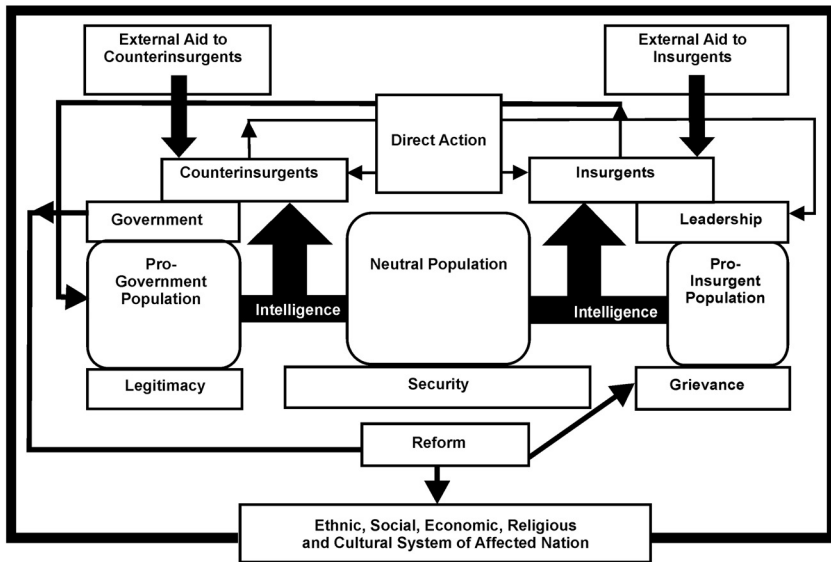 External Aid to
Counterinsurgents
External Aid to
Insurgents
Direct Action
Counterinsurgents
Insurgents
Government
Leadership
Pro-
Government
Population
Neutral Population
Pro-
Insurgent
Population
Intelligence
Intelligence
Legitimacy
Security
Grievance
Reform
Ethnic, Social, Economic, Religious
and Cultural System of Affected Nation